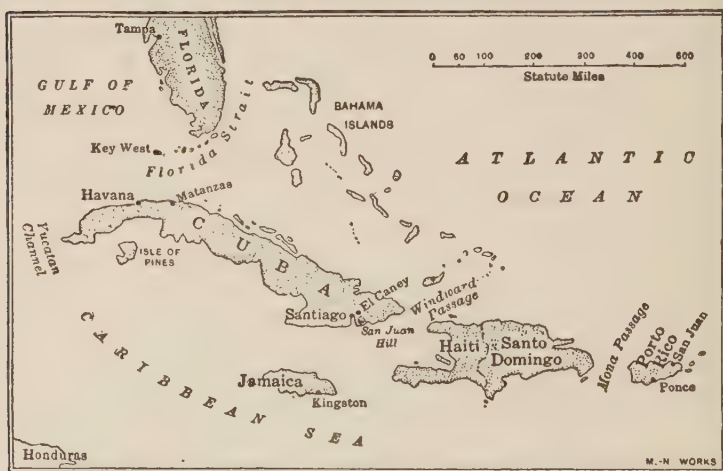 Tampa
FLORIDA
GULF OF
MEXICO
0 50 100 200 300 400 600
Statute Miles
BAHAMA
ISLANDS
Key West
Florida Strait
ATLANTIC
OCEAN
Havana
Matanzas
Yucatan
Channel
CUBA
ISLE OF
PINES
El Caney
Windward
Passage
Santiago
San Juan
Hill
Haiti
Santo
Domingo
Mona Passage
Porto
Rico
San Juan
Ponce
Jamaica
Kingston
CARIBBEAN SEA
Honduras
M.-N WORKS